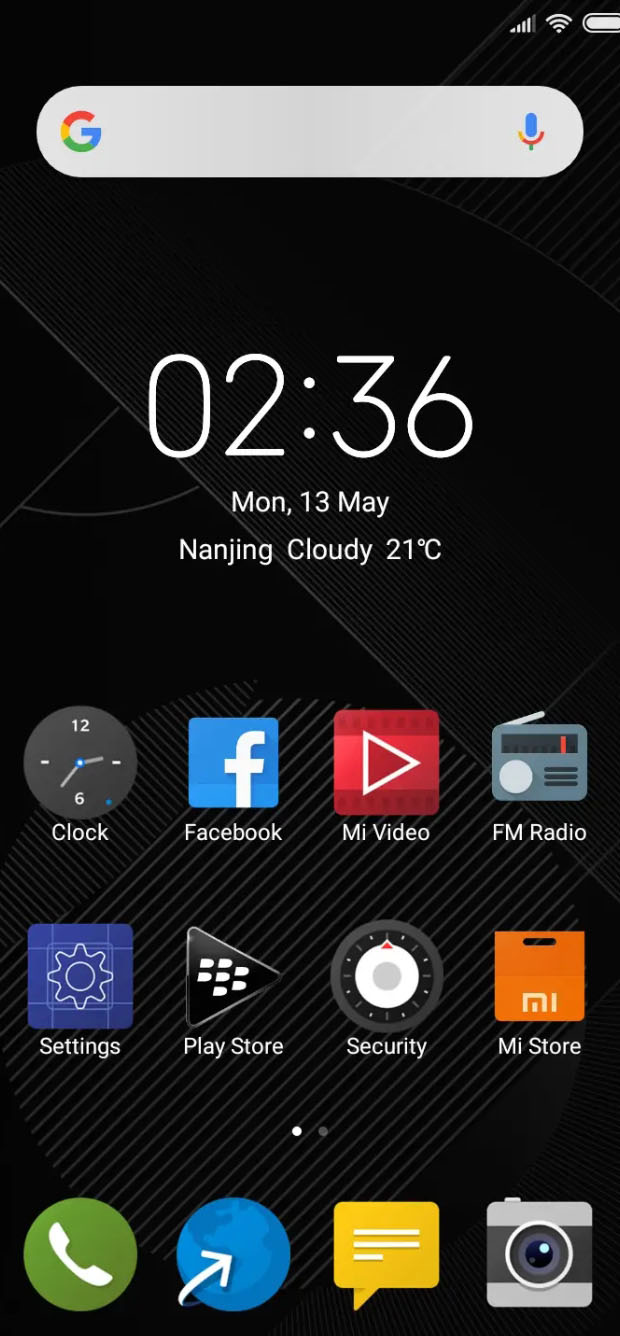 02:36
Mon, 13 May
Nanjing Cloudy 21℃
12
6
Clock
Facebook
Mi Video
FM Radio
Settings
Play Store
Security
Mi Store